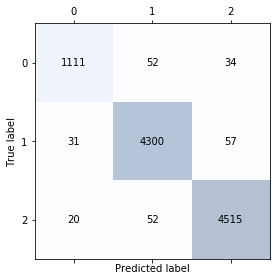 0 1 2
0 1111 52 34
1 31 4300 57
2 20 52 4515
True label
Predicted label